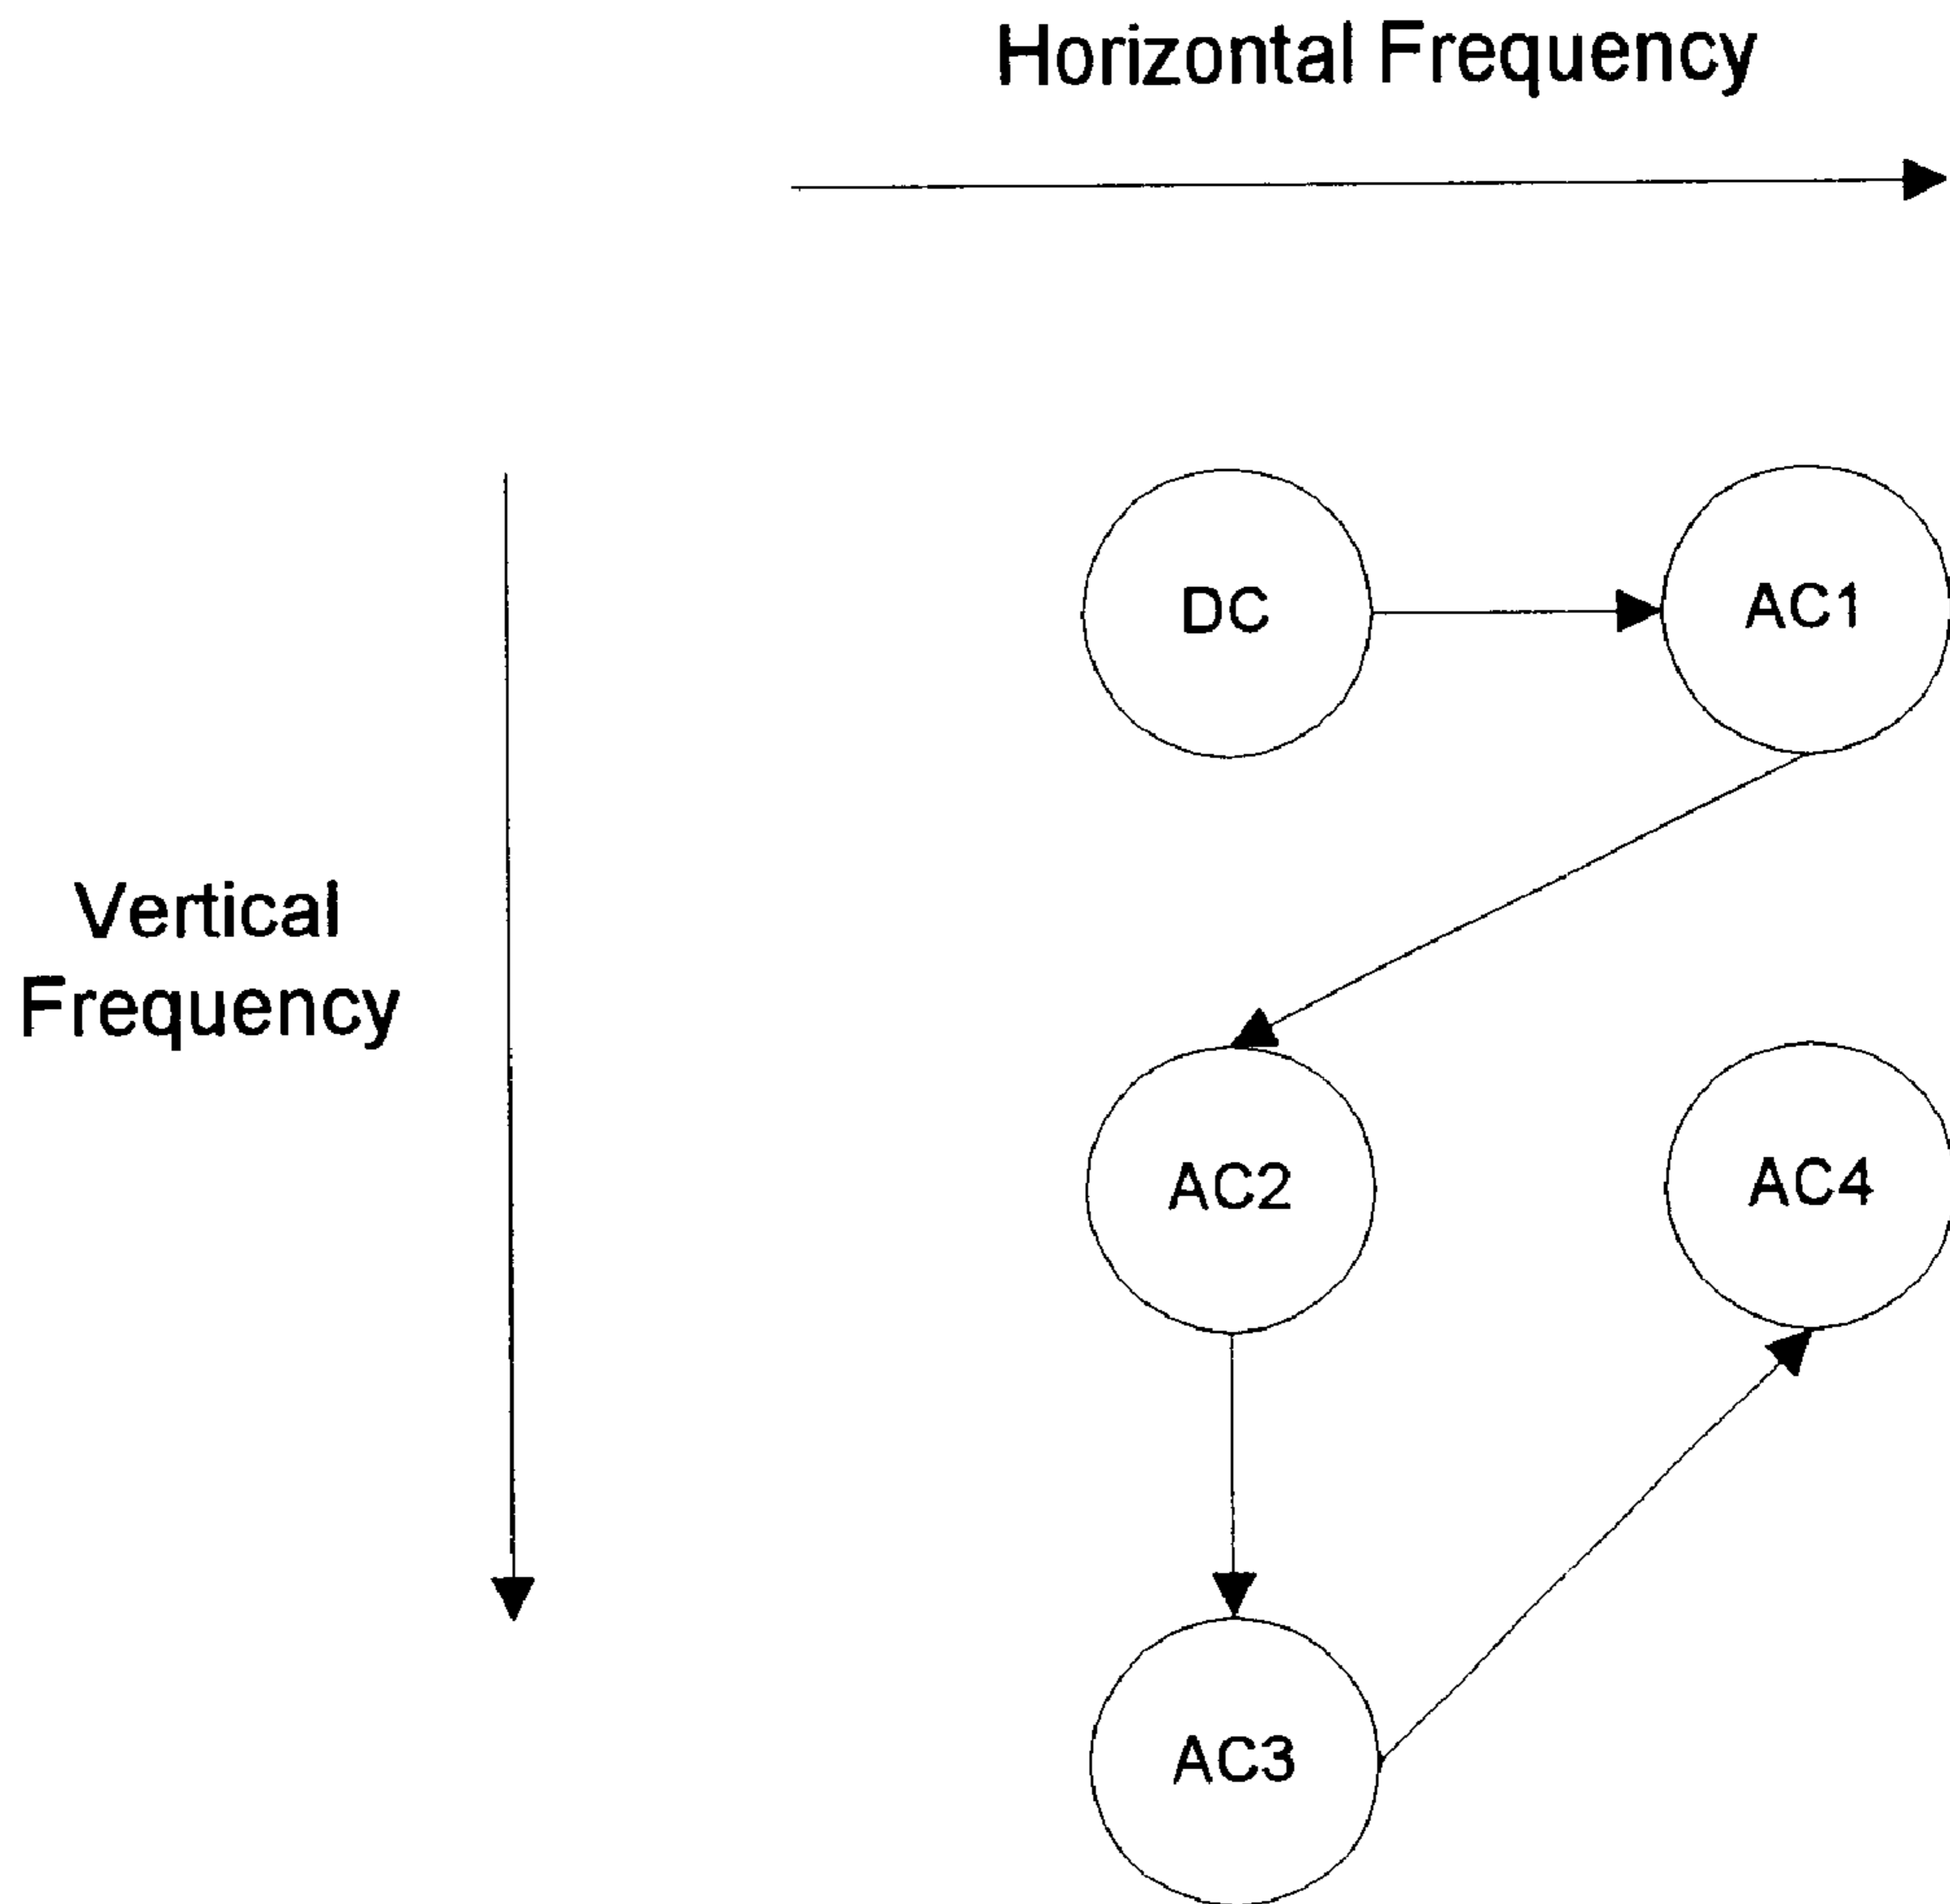 Horizontal Frequency
DC
AC1
Vertical
Frequency
AC2
AC4
AC3